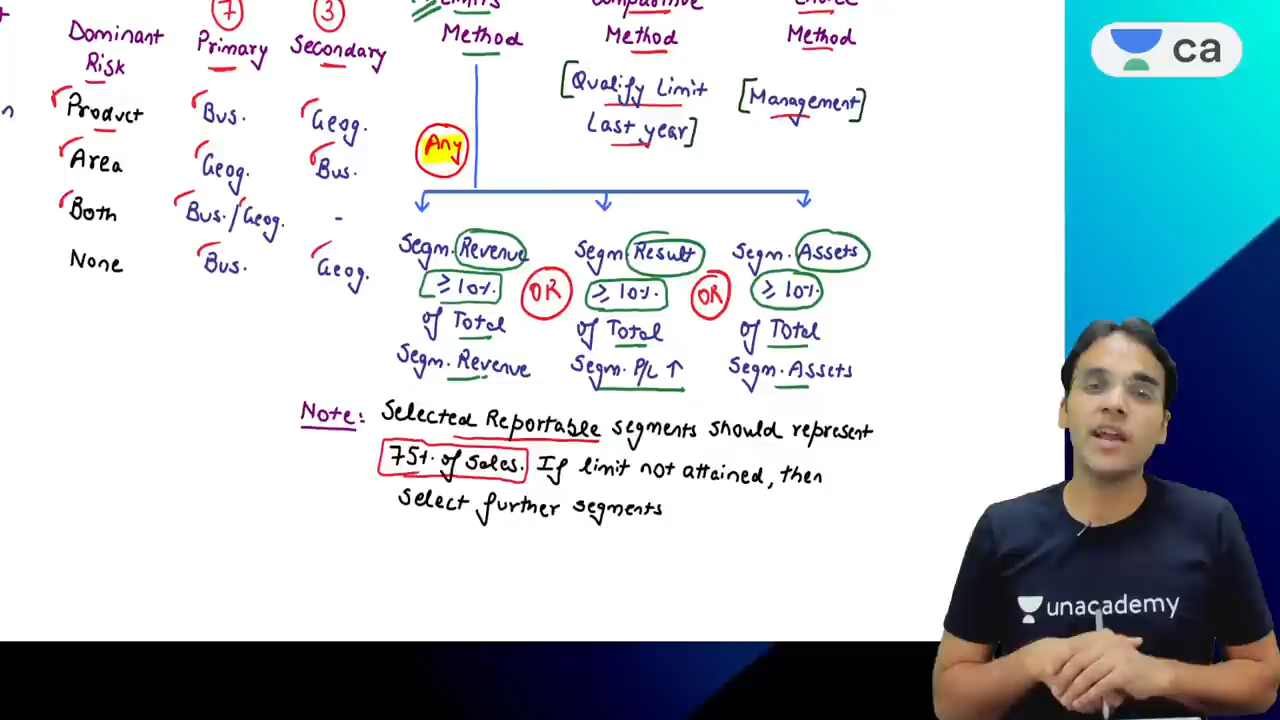 7 3 Limits
Dominant Primary Secondary Method Method Method
Risk
[Qualify Limit [Management]
Product Bus. Geog. Last year]
Any
Area Geog. Bus.
Both Bus./Geog. -
None Bus. Geog.
Segm. Revenue Segm. Result Segm. Assets
≥ 10%. OR ≥ 10%. OR ≥ 10%.
of Total of Total of Total
Segm. Revenue Segm. P/L ↑ Segm. Assets
Note: Selected Reportable segments should represent
75%. of Sales. If limit not attained, then
select further segments
ca
unacademy